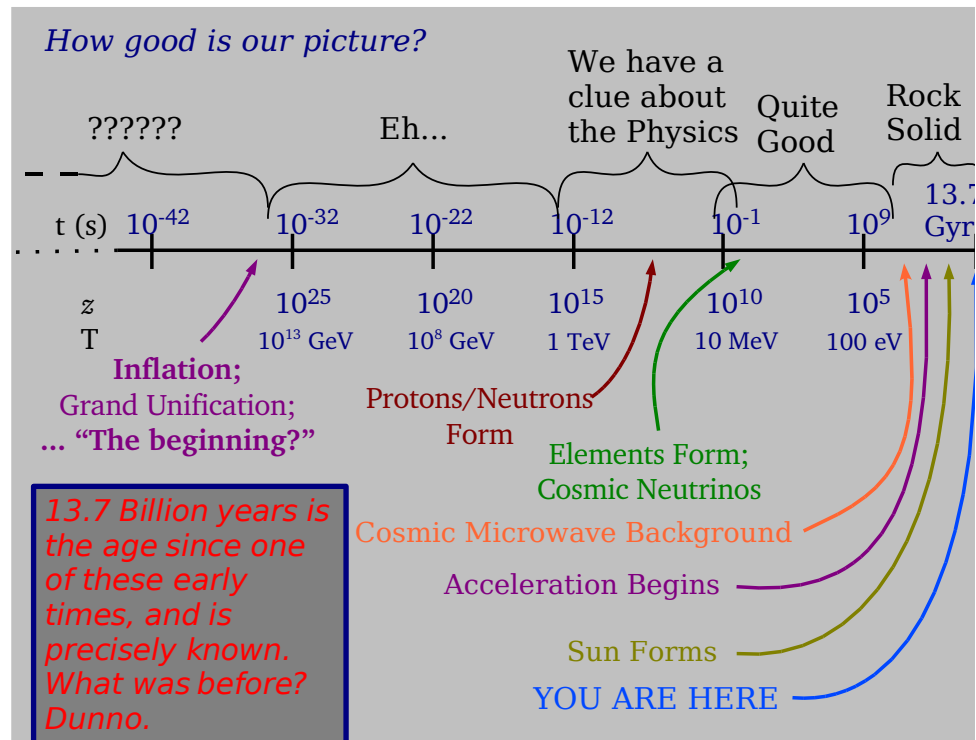 How good is our picture?
We have a
clue about
the Physics
??????
Eh...
Quite
Good
Rock
Solid
t (s)
10⁻⁴²
10⁻³²
10⁻²²
10⁻¹²
10⁻¹
10⁹
13.7
Gyr
z
10²⁵
10²⁰
10¹⁵
10¹⁰
10⁵
T
10¹³ GeV
10⁸ GeV
1 TeV
10 MeV
100 eV
Inflation;
Grand Unification;
... “The beginning?”
Protons/Neutrons
Form
Elements Form;
Cosmic Neutrinos
Cosmic Microwave Background
Acceleration Begins
Sun Forms
YOU ARE HERE
13.7 Billion years is
the age since one
of these early
times, and is
precisely known.
What was before?
Dunno.